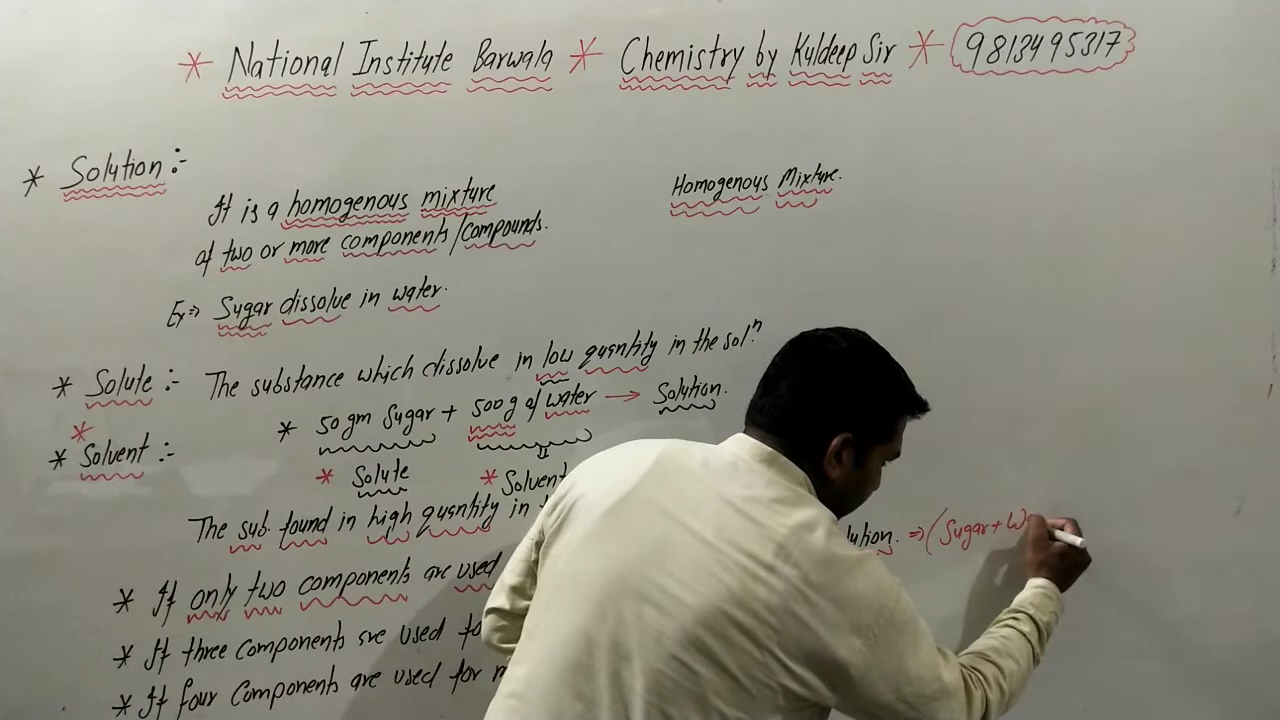 * National Institute Barwala * Chemistry by Kuldeep Sir * 9813495317
* Solution :-
It is a homogenous mixture
of two or more components/compounds.
Homogenous Mixture.
Ex⇒ Sugar dissolve in water.
* Solute :- The substance which dissolve in low quantity in the solⁿ.
* 50 gm Sugar + 500g of water → Solution.
* Solvent :-
* Solute * Solvent
The sub. found in high quantity in
* If only two components are used
⇒ (Sugar + W
* If three components are used
* If four components are used for